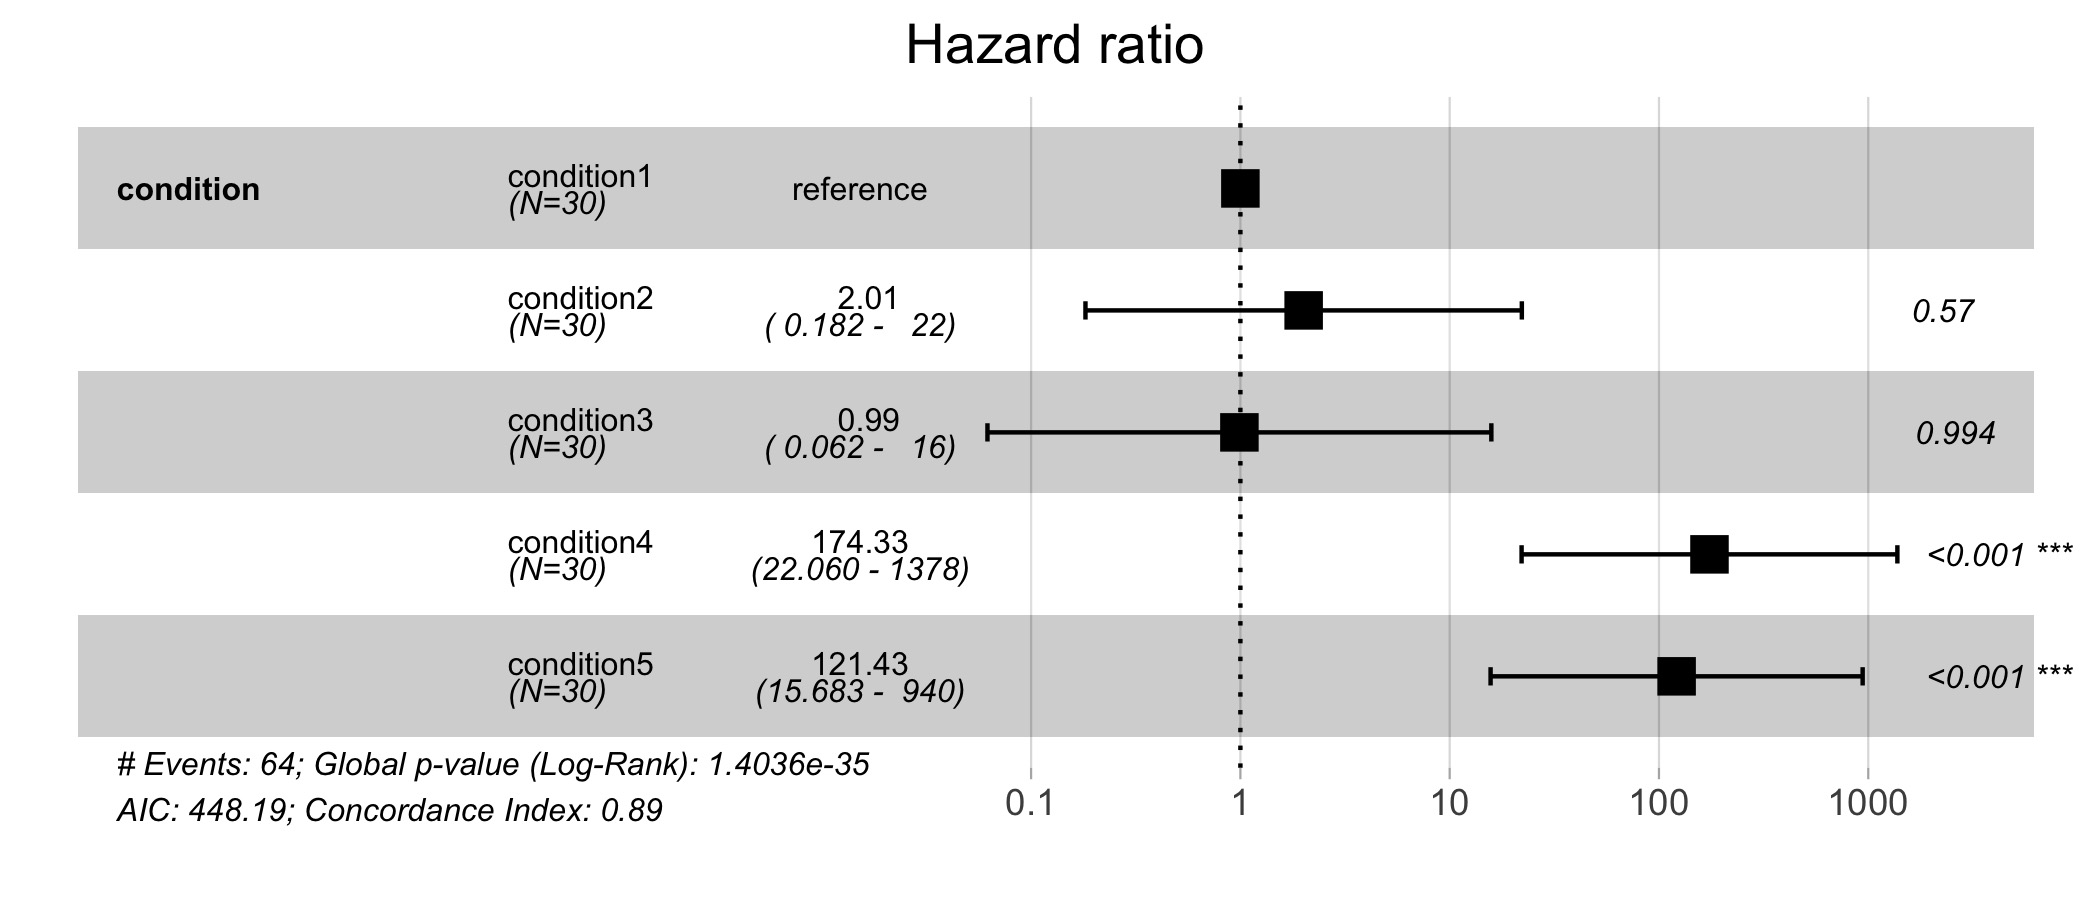 Hazard ratio
condition
condition1
(N=30)
reference
condition2
(N=30)
2.01
( 0.182 - 22)
0.57
condition3
(N=30)
0.99
( 0.062 - 16)
0.994
condition4
(N=30)
174.33
(22.060 - 1378)
<0.001 ***
condition5
(N=30)
121.43
(15.683 - 940)
<0.001 ***
# Events: 64; Global p-value (Log-Rank): 1.4036e-35
AIC: 448.19; Concordance Index: 0.89
0.1 1 10 100 1000